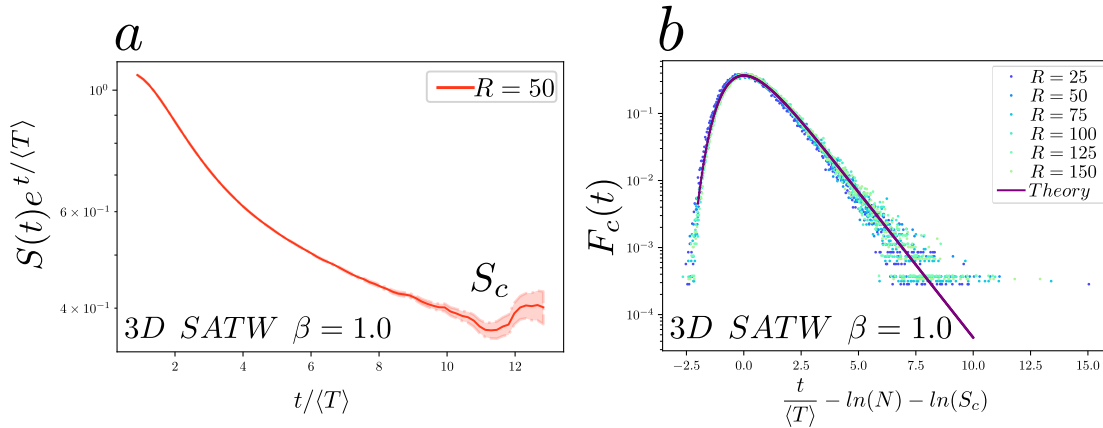 a
S(t)e^{t/⟨T⟩}
10⁰
6 × 10⁻¹
4 × 10⁻¹
R = 50
S_c
3D SATW β = 1.0
2 4 6 8 10 12
t/⟨T⟩
b
F_c(t)
10⁻¹
10⁻²
10⁻³
10⁻⁴
R = 25
R = 50
R = 75
R = 100
R = 125
R = 150
Theory
3D SATW β = 1.0
−2.5 0.0 2.5 5.0 7.5 10.0 12.5 15.0
t/⟨T⟩ − ln(N) − ln(S_c)